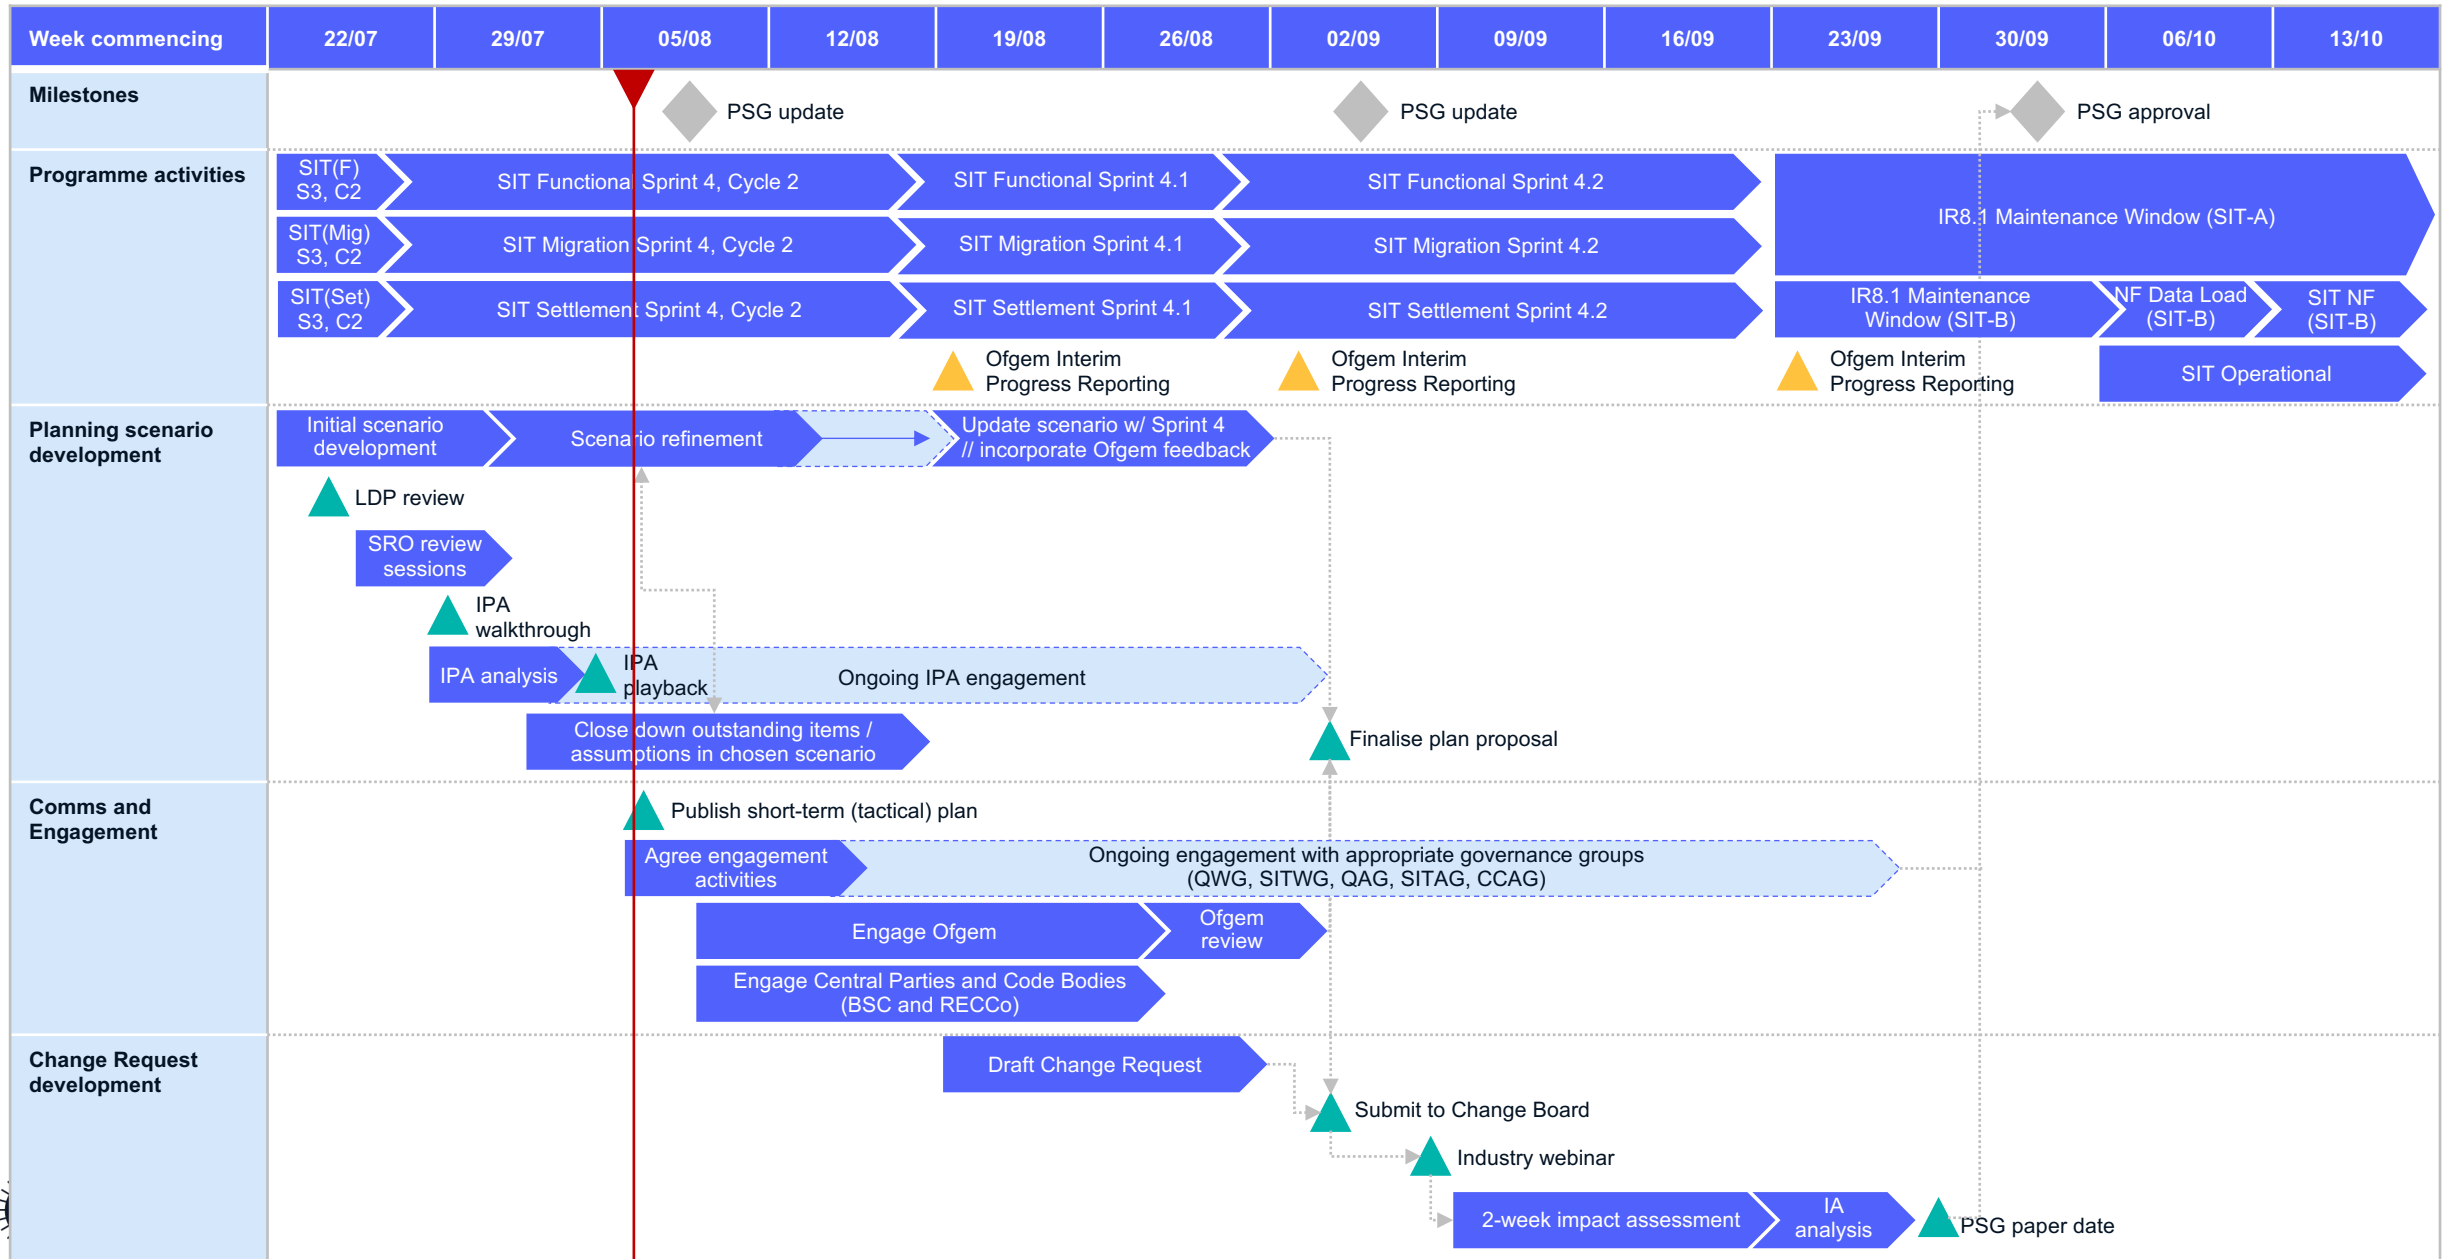 Week commencing
22/07
29/07
05/08
12/08
19/08
26/08
02/09
09/09
16/09
23/09
30/09
06/10
13/10
Milestones
PSG update
PSG update
PSG approval
Programme activities
SIT(F)
S3, C2
SIT Functional Sprint 4, Cycle 2
SIT Functional Sprint 4.1
SIT Functional Sprint 4.2
IR8.1 Maintenance Window (SIT-A)
SIT(Mig)
S3, C2
SIT Migration Sprint 4, Cycle 2
SIT Migration Sprint 4.1
SIT Migration Sprint 4.2
SIT(Set)
S3, C2
SIT Settlement Sprint 4, Cycle 2
SIT Settlement Sprint 4.1
SIT Settlement Sprint 4.2
IR8.1 Maintenance
Window (SIT-B)
NF Data Load
(SIT-B)
SIT NF
(SIT-B)
Ofgem Interim
Progress Reporting
Ofgem Interim
Progress Reporting
Ofgem Interim
Progress Reporting
SIT Operational
Planning scenario
development
Initial scenario
development
Scenario refinement
Update scenario w/ Sprint 4
// incorporate Ofgem feedback
LDP review
SRO review
sessions
IPA
walkthrough
IPA analysis
IPA
playback
Ongoing IPA engagement
Close down outstanding items /
assumptions in chosen scenario
Finalise plan proposal
Comms and
Engagement
Publish short-term (tactical) plan
Agree engagement
activities
Ongoing engagement with appropriate governance groups
(QWG, SITWG, QAG, SITAG, CCAG)
Engage Ofgem
Ofgem
review
Engage Central Parties and Code Bodies
(BSC and RECCo)
Change Request
development
Draft Change Request
Submit to Change Board
Industry webinar
2-week impact assessment
IA
analysis
PSG paper date